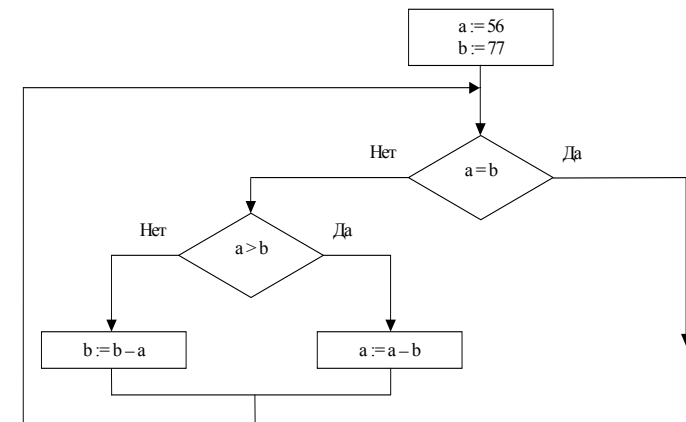 a := 56
b := 77
Нет
Да
a = b
Нет
Да
a > b
b := b – a
a := a – b